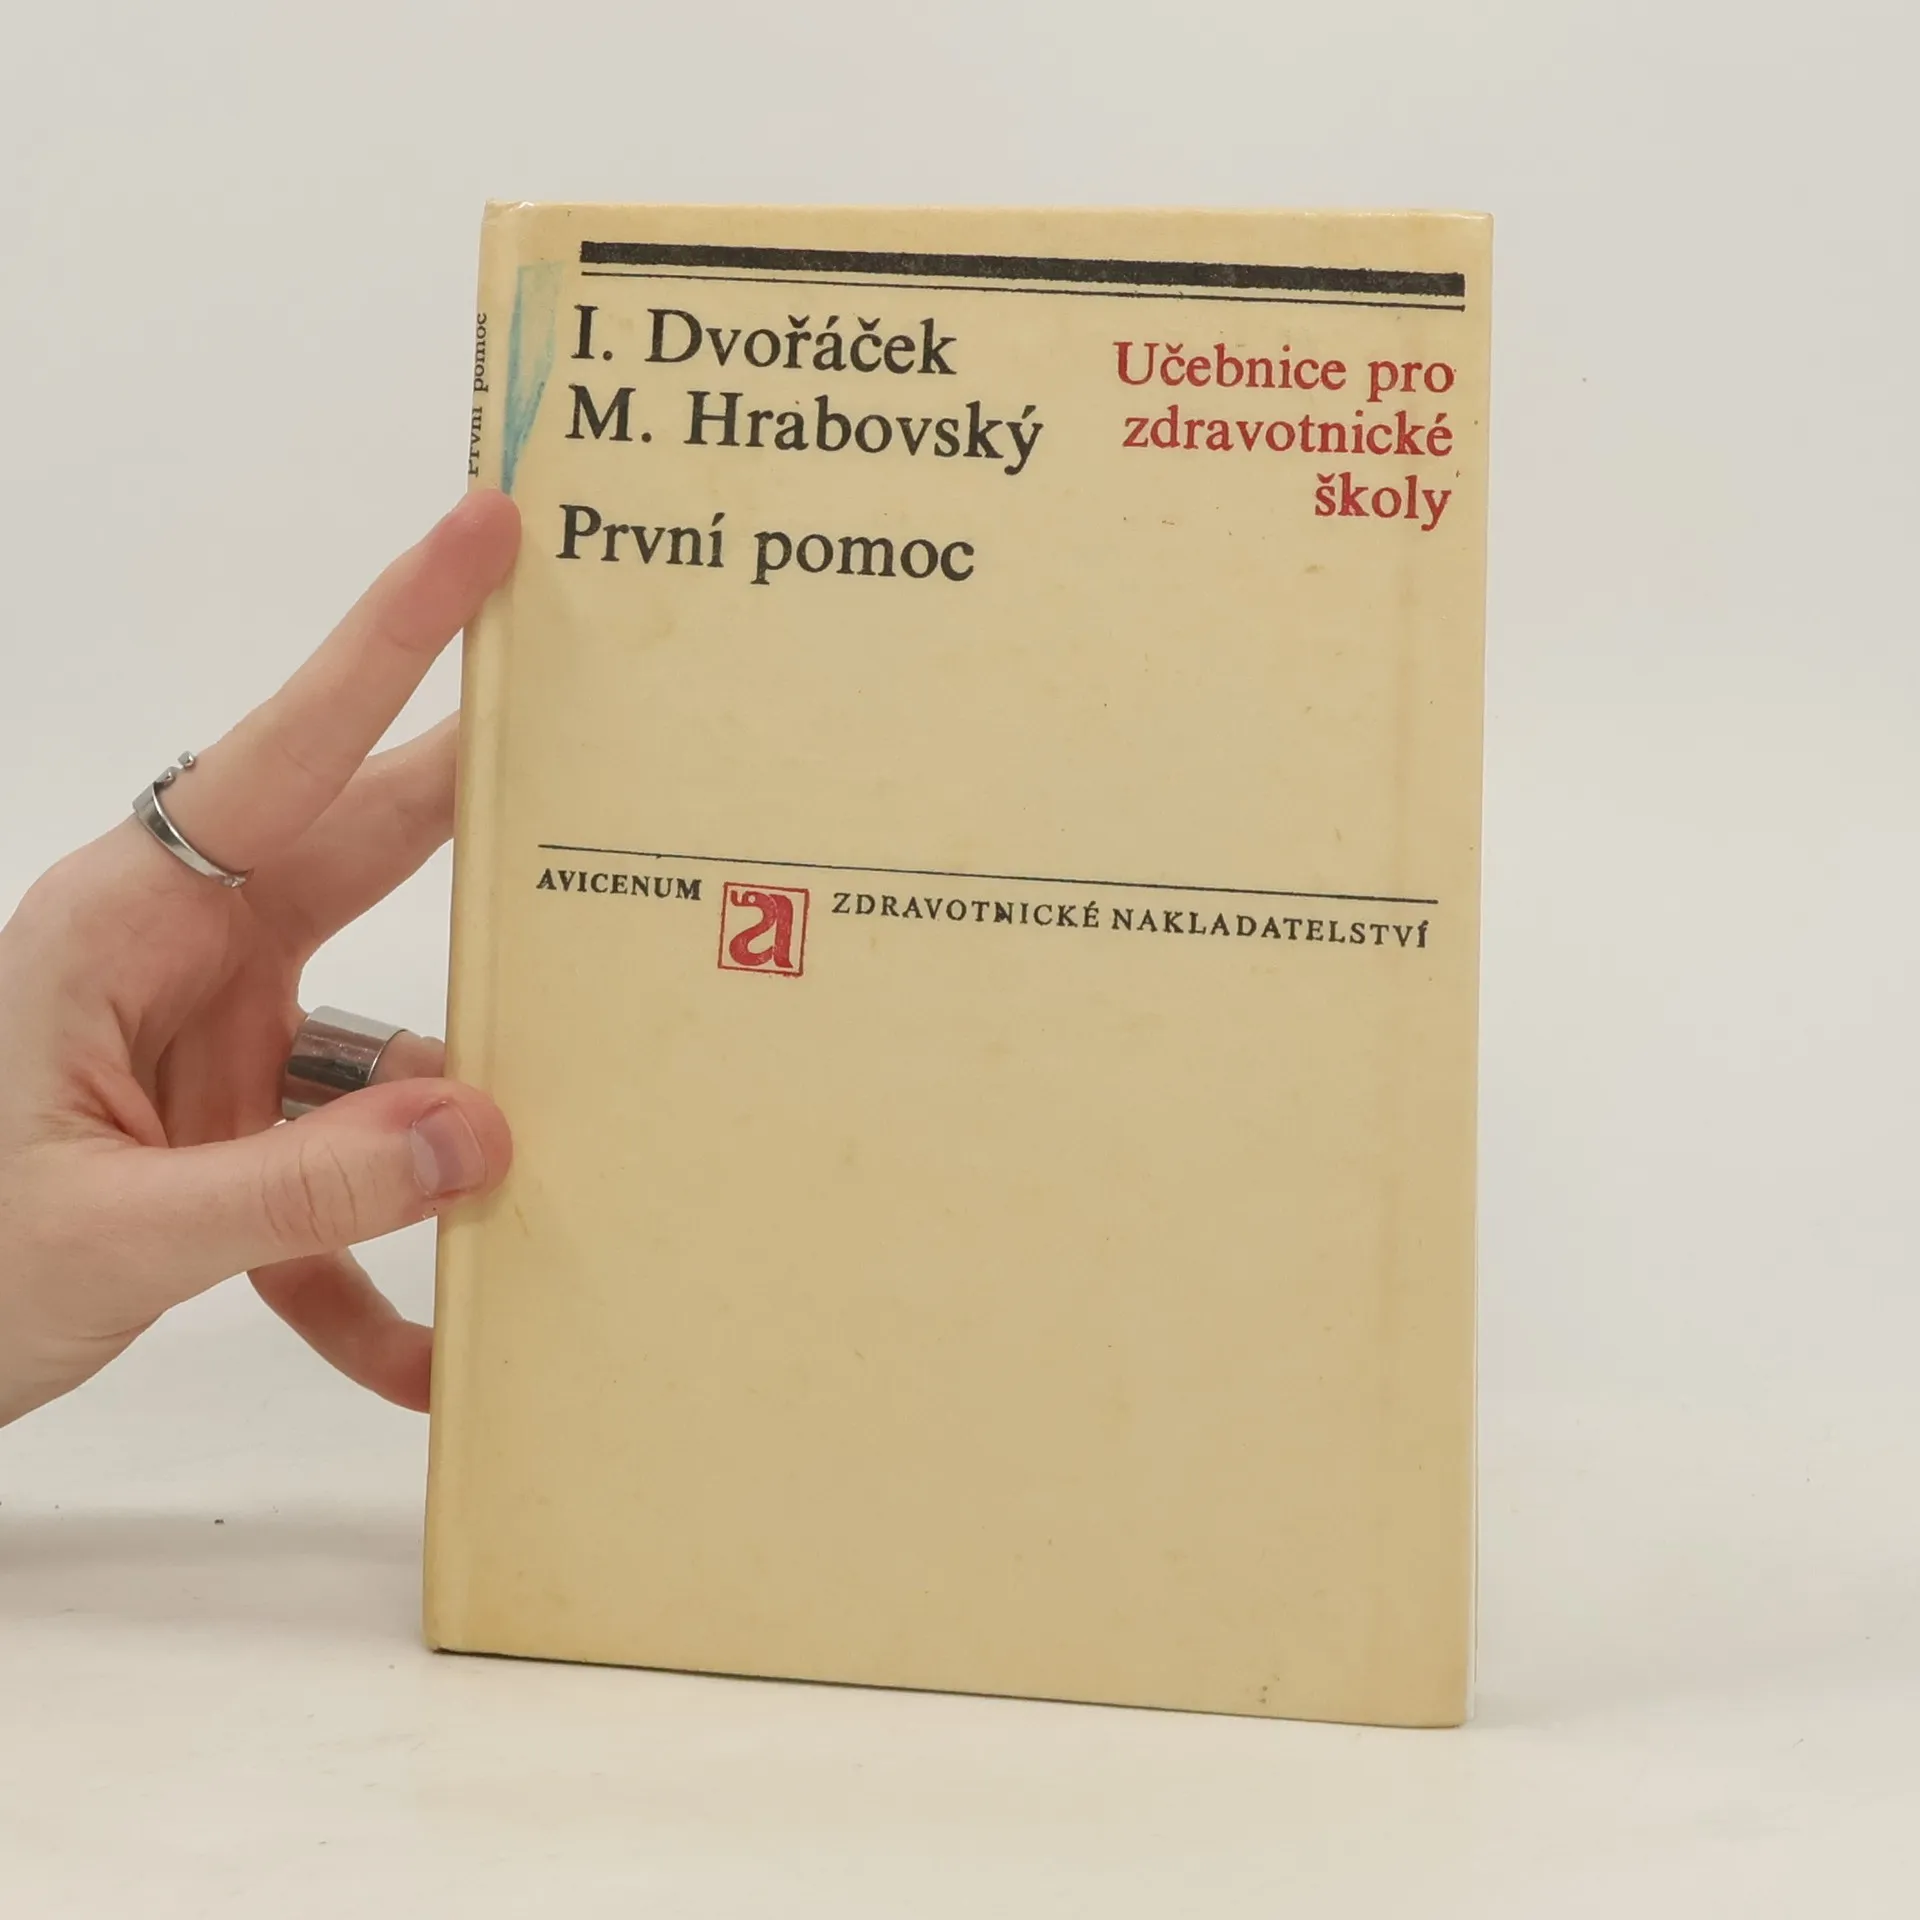 I. Dvořáček
M. Hrabovský
Učebnice pro
zdravotnické
školy
První pomoc
AVICENUM a ZDRAVOTNICKÉ NAKLADATELSTVÍ
První pomoc